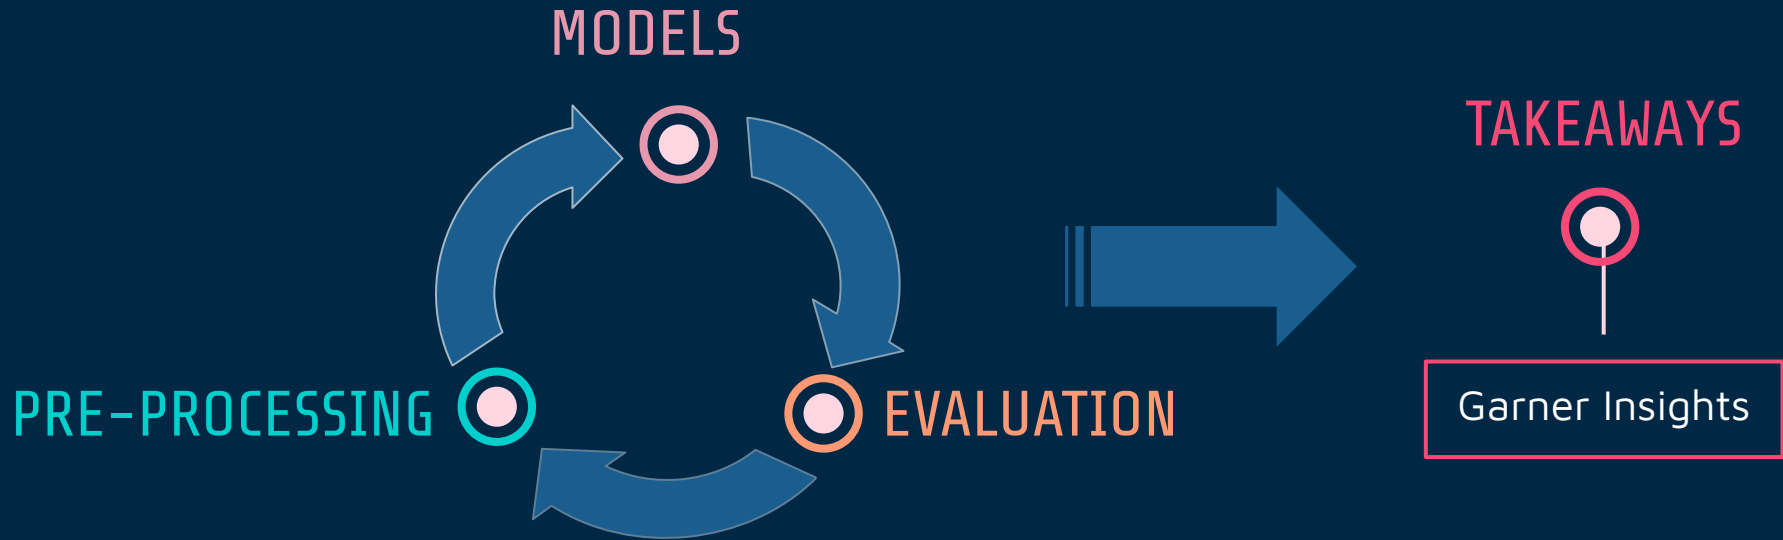 MODELS
TAKEAWAYS
PRE-PROCESSING
EVALUATION
Garner Insights